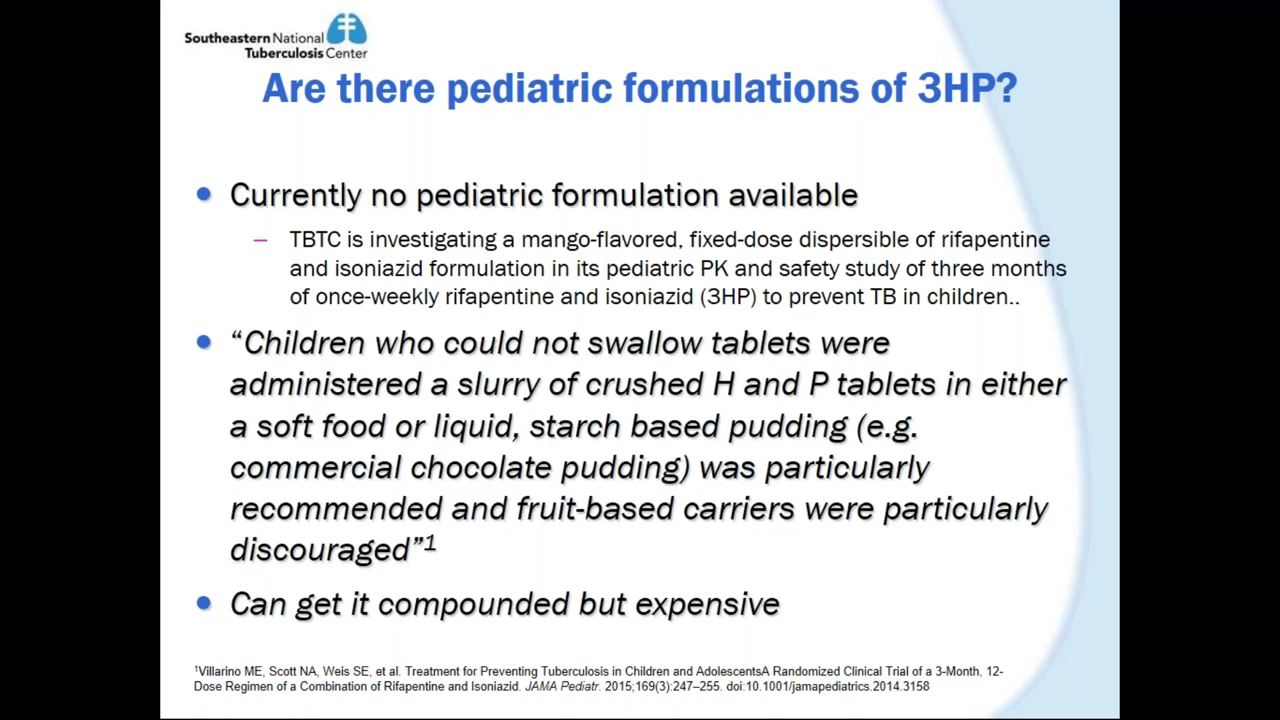 Southeastern National
Tuberculosis Center
Are there pediatric formulations of 3HP?
• Currently no pediatric formulation available
– TBTC is investigating a mango-flavored, fixed-dose dispersible of rifapentine
and isoniazid formulation in its pediatric PK and safety study of three months
of once-weekly rifapentine and isoniazid (3HP) to prevent TB in children..
• “Children who could not swallow tablets were
administered a slurry of crushed H and P tablets in either
a soft food or liquid, starch based pudding (e.g.
commercial chocolate pudding) was particularly
recommended and fruit-based carriers were particularly
discouraged”1
• Can get it compounded but expensive
1Villarino ME, Scott NA, Weis SE, et al. Treatment for Preventing Tuberculosis in Children and AdolescentsA Randomized Clinical Trial of a 3-Month, 12-
Dose Regimen of a Combination of Rifapentine and Isoniazid. JAMA Pediatr. 2015;169(3):247–255. doi:10.1001/jamapediatrics.2014.3158